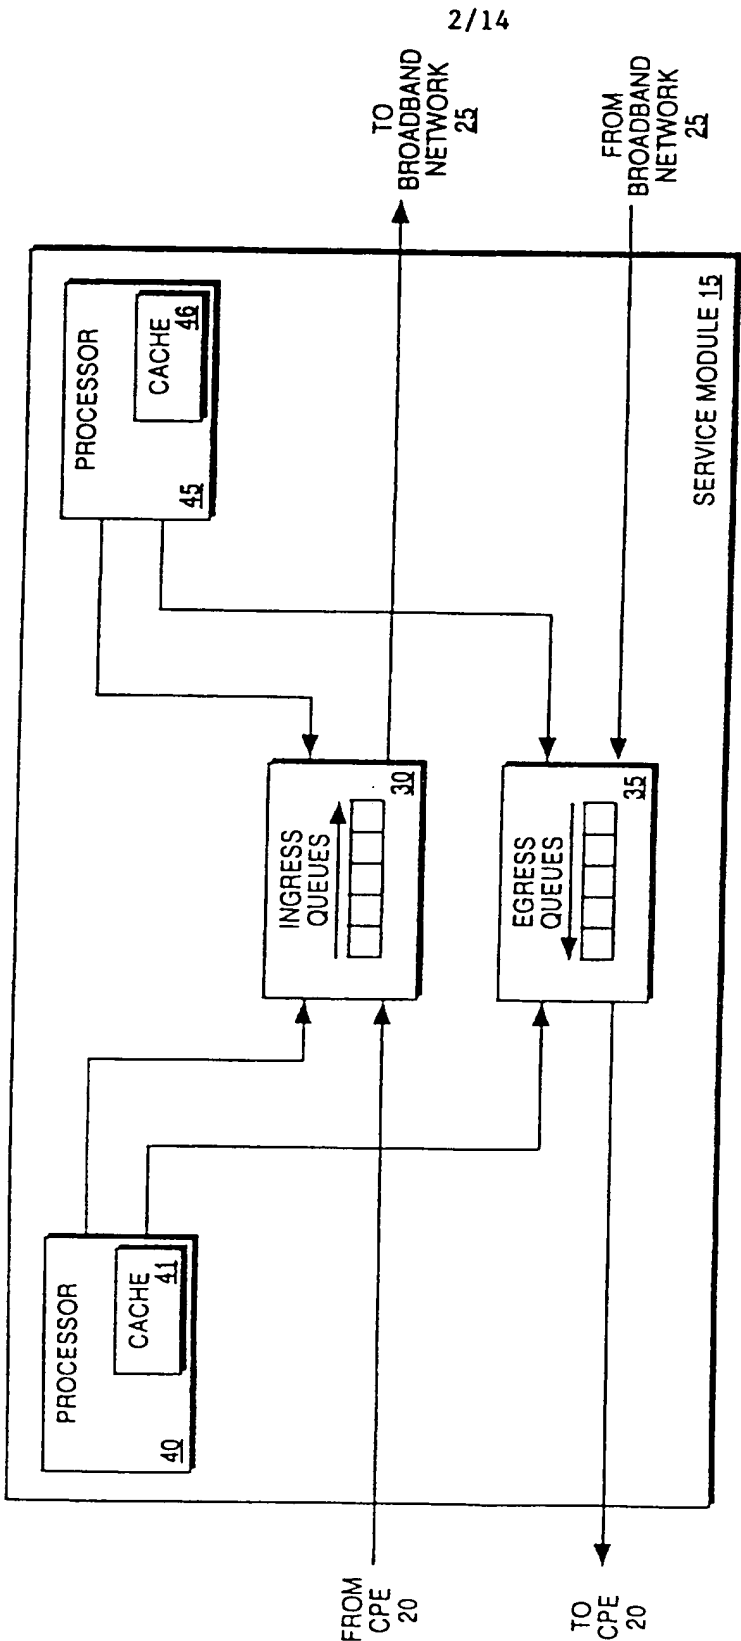 2/14
PROCESSOR
CACHE
41
40
PROCESSOR
CACHE
46
45
INGRESS
QUEUES
30
EGRESS
QUEUES
35
FROM
CPE
20
TO
CPE
20
TO
BROADBAND
NETWORK
25
FROM
BROADBAND
NETWORK
25
SERVICE MODULE 15